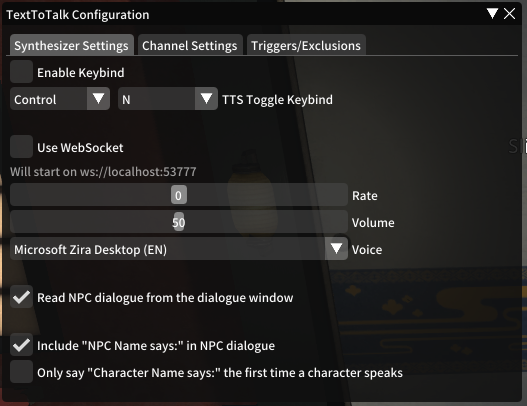 TextToTalk Configuration
Synthesizer Settings Channel Settings Triggers/Exclusions
Enable Keybind
Control N TTS Toggle Keybind
Use WebSocket
Will start on ws://localhost:53777
0 Rate
50 Volume
Microsoft Zira Desktop (EN) Voice
Read NPC dialogue from the dialogue window
Include "NPC Name says:" in NPC dialogue
Only say "Character Name says:" the first time a character speaks